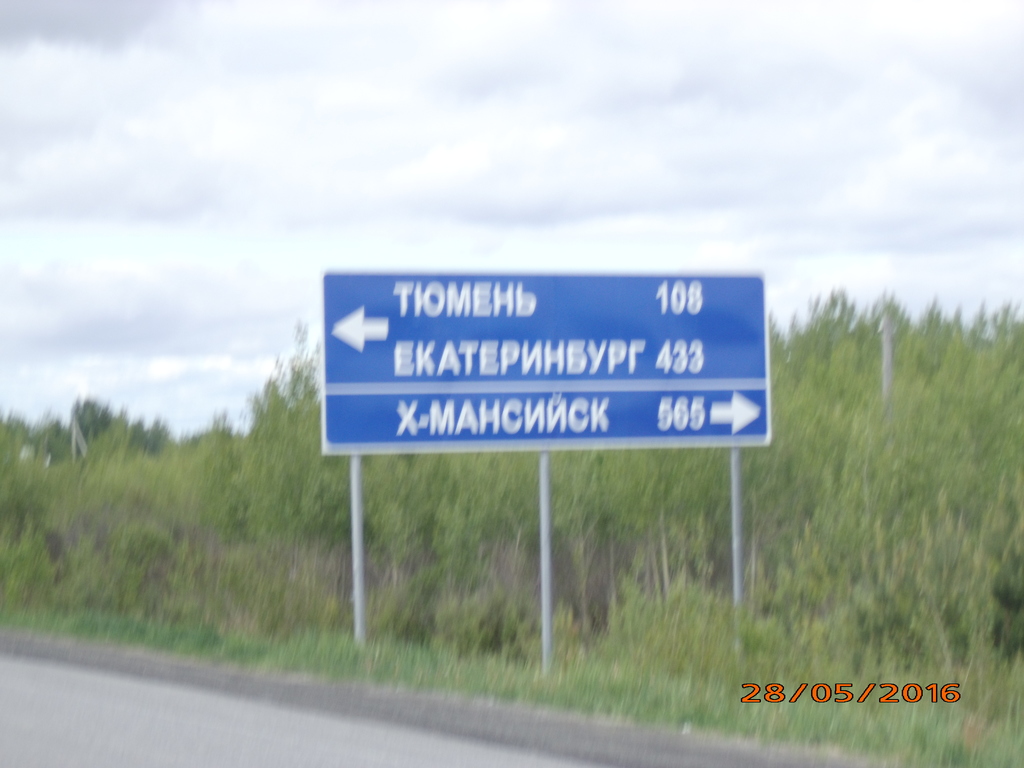 ТЮМЕНЬ 108
ЕКАТЕРИНБУРГ 433
Х-МАНСИЙСК 565
28/05/2016